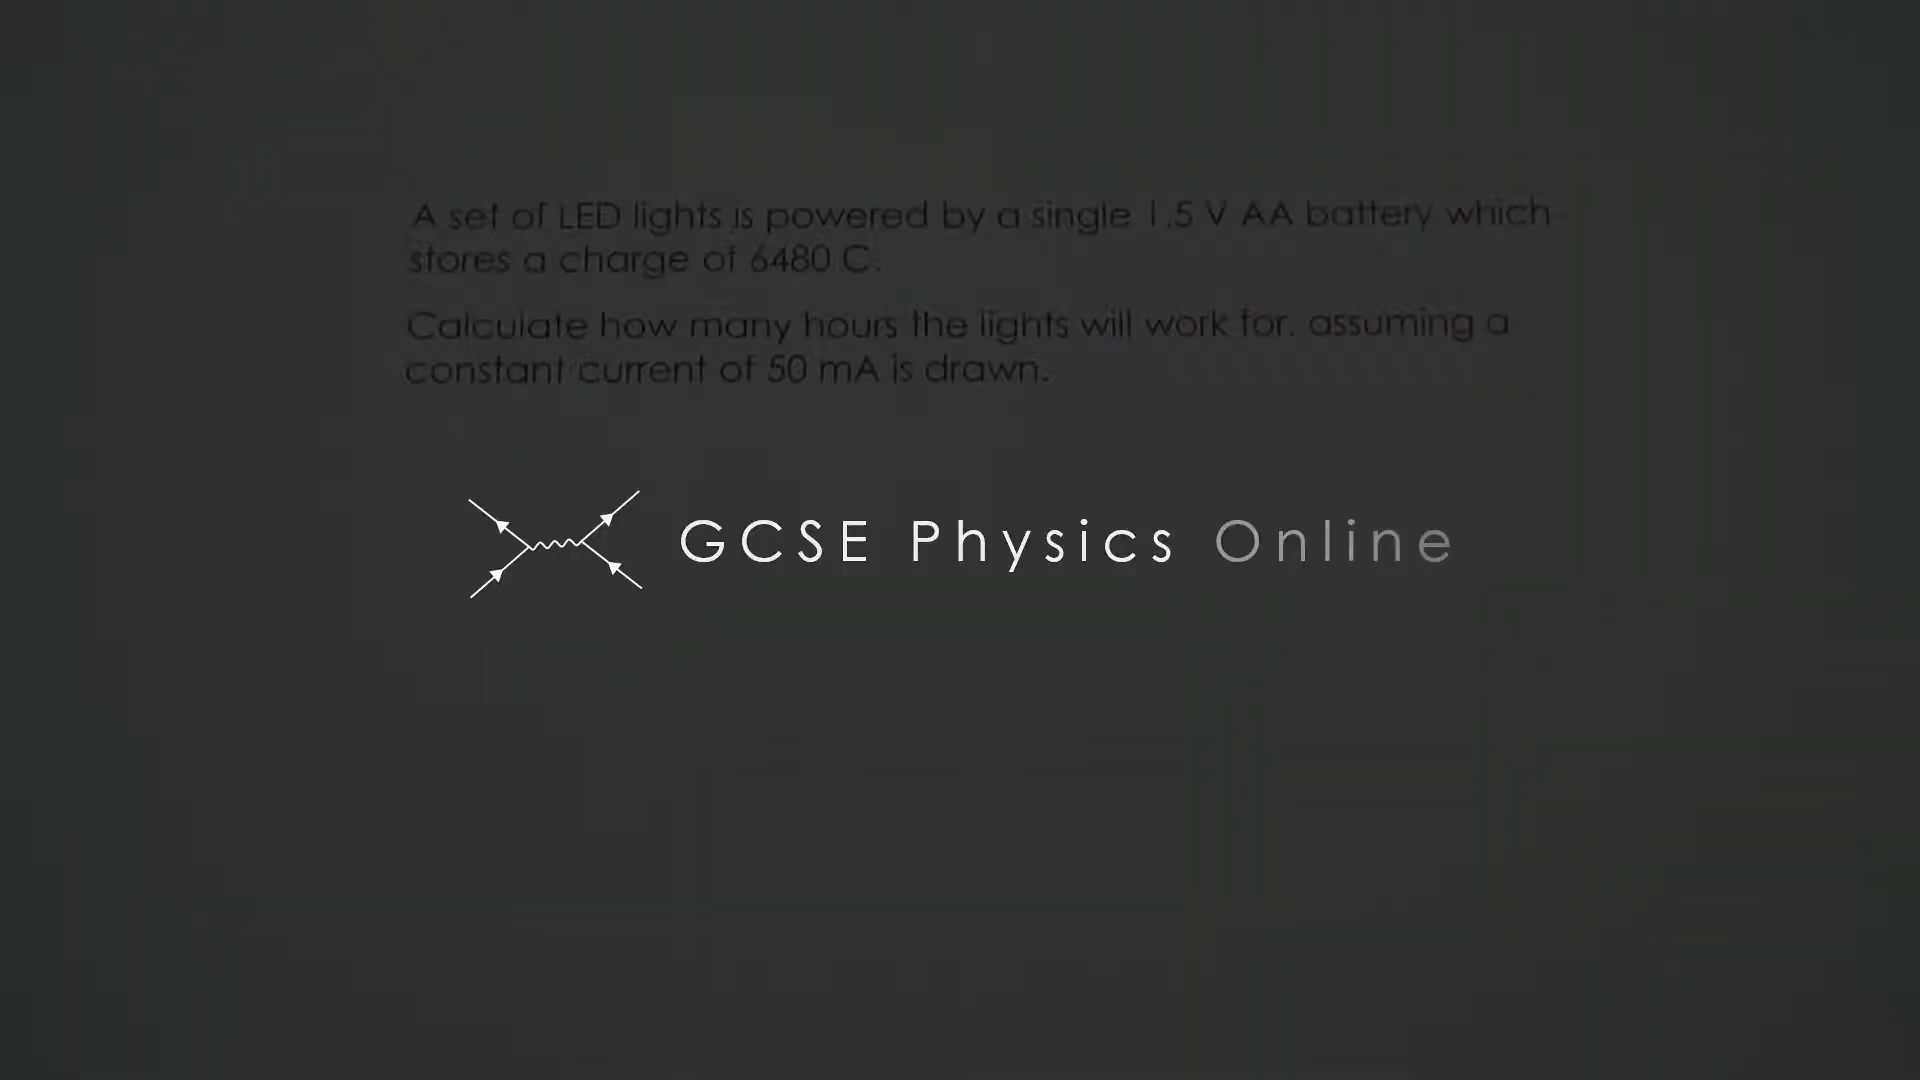 A set of LED lights is powered by a single 1.5 V AA battery which
stores a charge of 6480 C.
Calculate how many hours the lights will work for, assuming a
constant current of 50 mA is drawn.
GCSE Physics Online